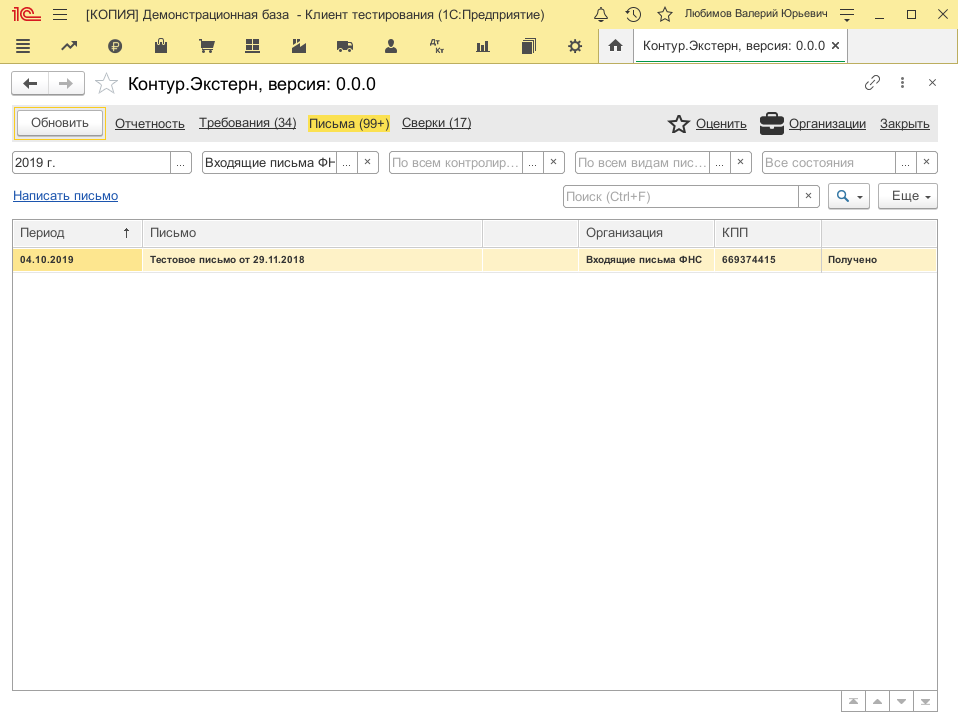 [КОПИЯ] Демонстрационная база - Клиент тестирования (1С:Предприятие) Любимов Валерий Юрьевич
Дт Кт Контур.Экстерн, версия: 0.0.0 ×
Контур.Экстерн, версия: 0.0.0
Обновить Отчетность Требования (34) Письма (99+) Сверки (17) Оценить Организации Закрыть
2019 г. ... Входящие письма ФН ... × По всем контролир... ... × По всем видам пис... ... × Все состояния ... ×
Написать письмо Поиск (Ctrl+F) × Еще
Период ↑ Письмо Организация КПП
04.10.2019 Тестовое письмо от 29.11.2018 Входящие письма ФНС 669374415 Получено